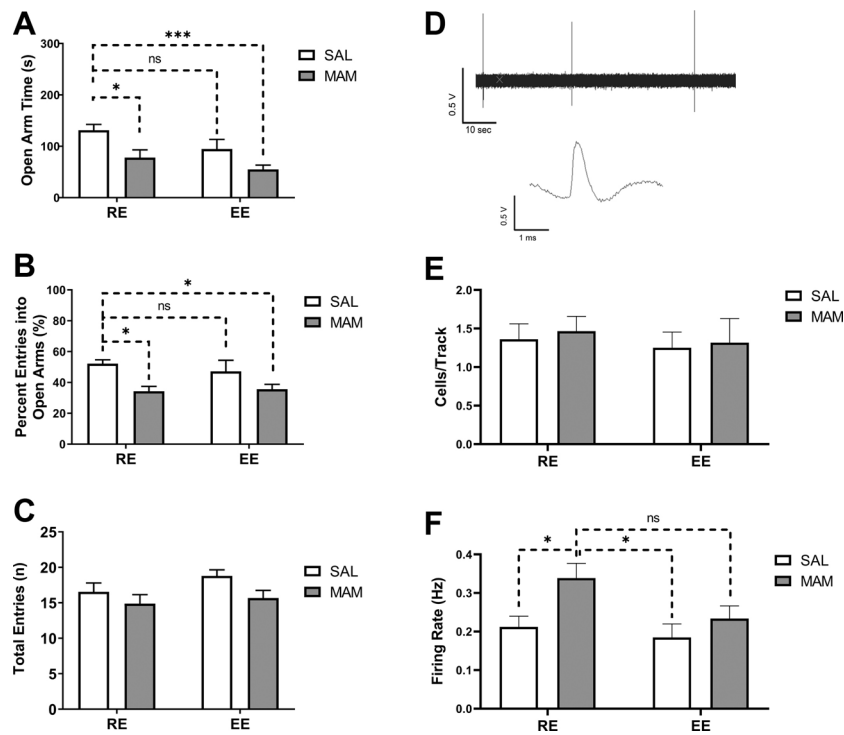 A
Open Arm Time (s)
300
200
100
0
***
ns
*
RE
EE
SAL
MAM
B
Percent Entries into
Open Arms (%)
100
80
60
40
20
0
*
ns
*
RE
EE
SAL
MAM
C
Total Entries (n)
25
20
15
10
5
0
RE
EE
SAL
MAM
D
0.5 V
10 sec
0.5 V
1 ms
E
Cells/Track
2.0
1.5
1.0
0.5
0.0
RE
EE
SAL
MAM
F
Firing Rate (Hz)
0.4
0.3
0.2
0.1
0.0
ns
*
*
RE
EE
SAL
MAM